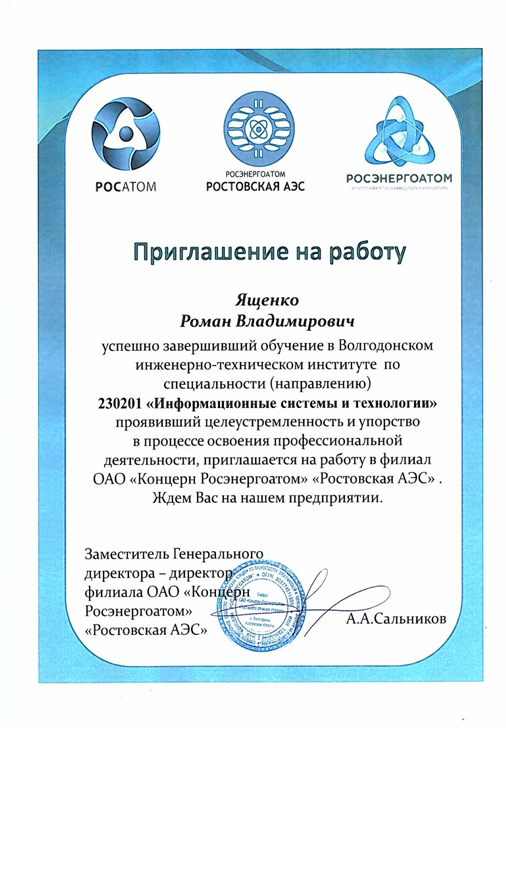 РОСАТОМ
РОСЭНЕРГОАТОМ
РОСТОВСКАЯ АЭС
РОСЭНЕРГОАТОМ
Приглашение на работу
Ященко
Роман Владимирович
успешно завершивший обучение в Волгодонском
инженерно-техническом институте по
специальности (направлению)
230201 «Информационные системы и технологии»
проявивший целеустремленность и упорство
в процессе освоения профессиональной
деятельности, приглашается на работу в филиал
ОАО «Концерн Росэнергоатом» «Ростовская АЭС» .
Ждем Вас на нашем предприятии.
Заместитель Генерального
директора – директор
филиала ОАО «Концерн
Росэнергоатом»
«Ростовская АЭС»
А.А.Сальников